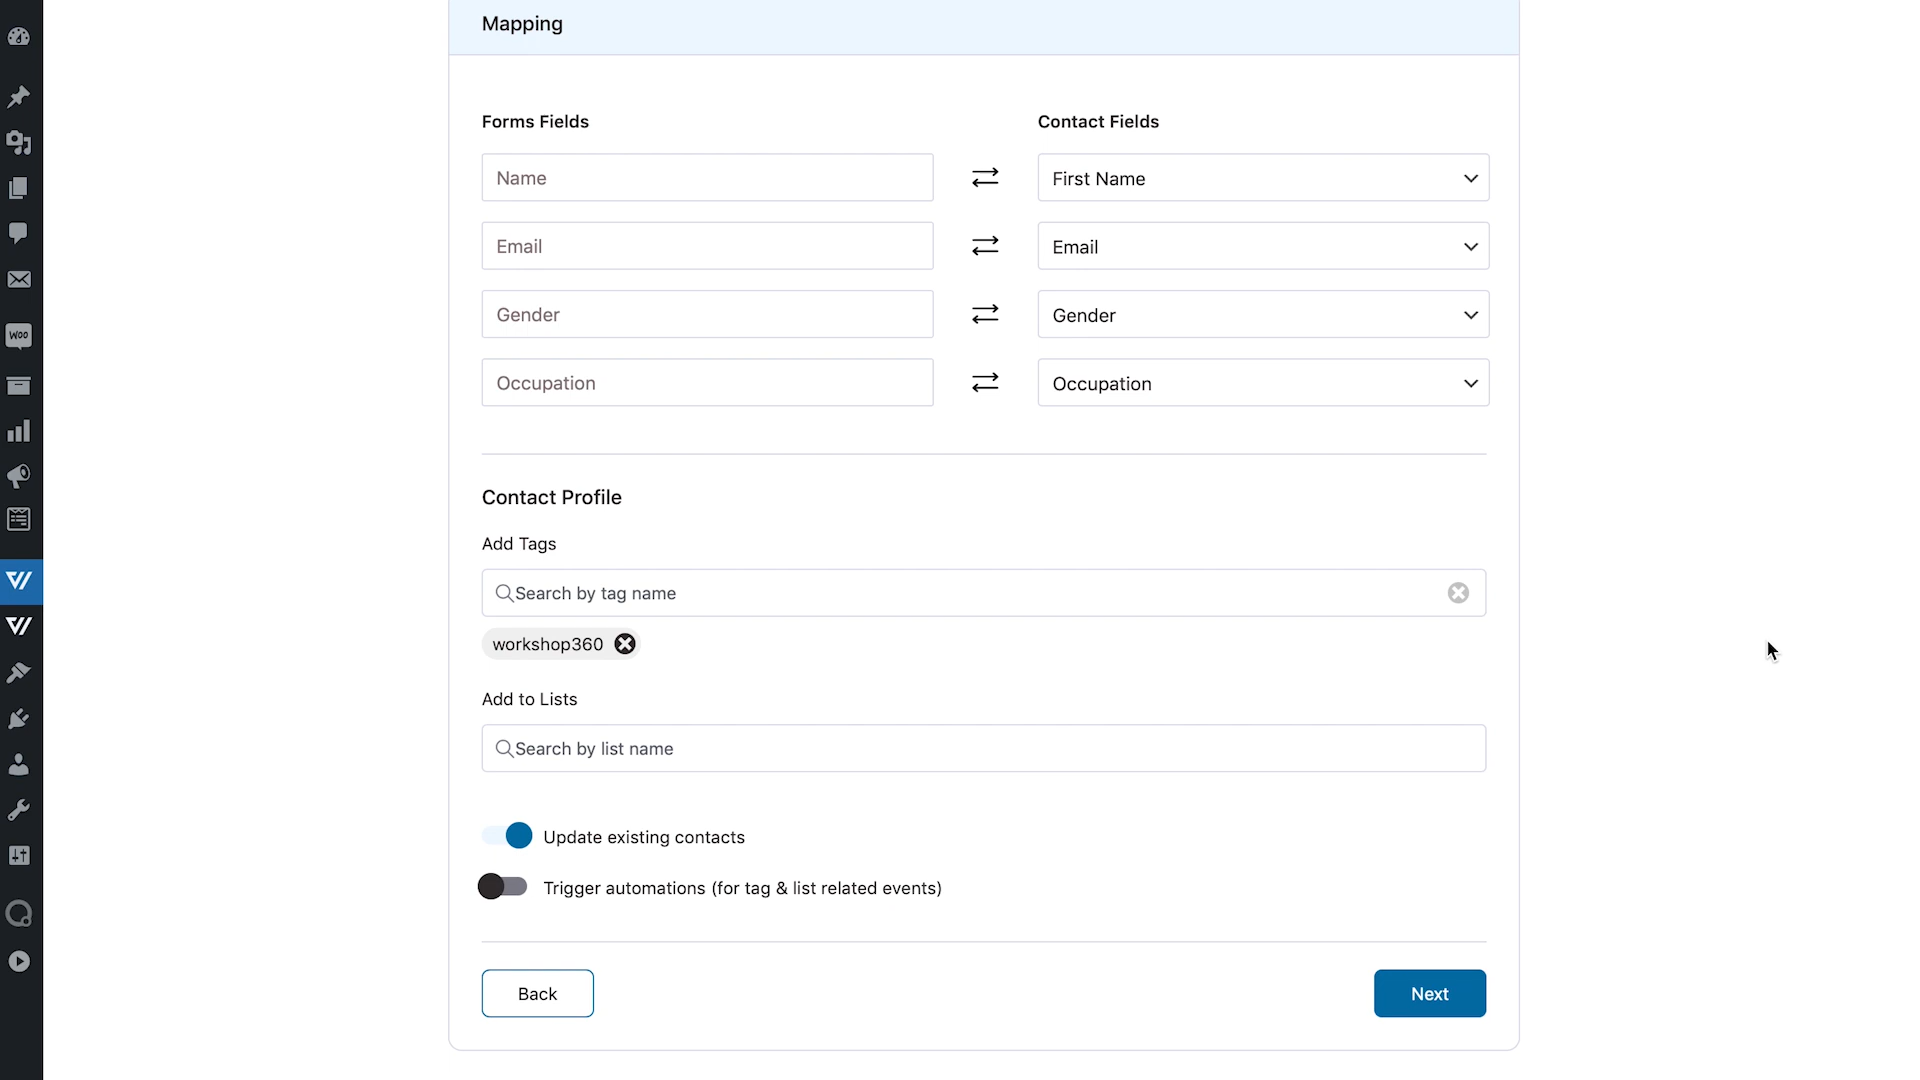 Mapping
Forms Fields
Contact Fields
Name
First Name
Email
Email
Gender
Gender
Occupation
Occupation
Contact Profile
Add Tags
Search by tag name
workshop360
Add to Lists
Search by list name
Update existing contacts
Trigger automations (for tag & list related events)
Back
Next
Woo